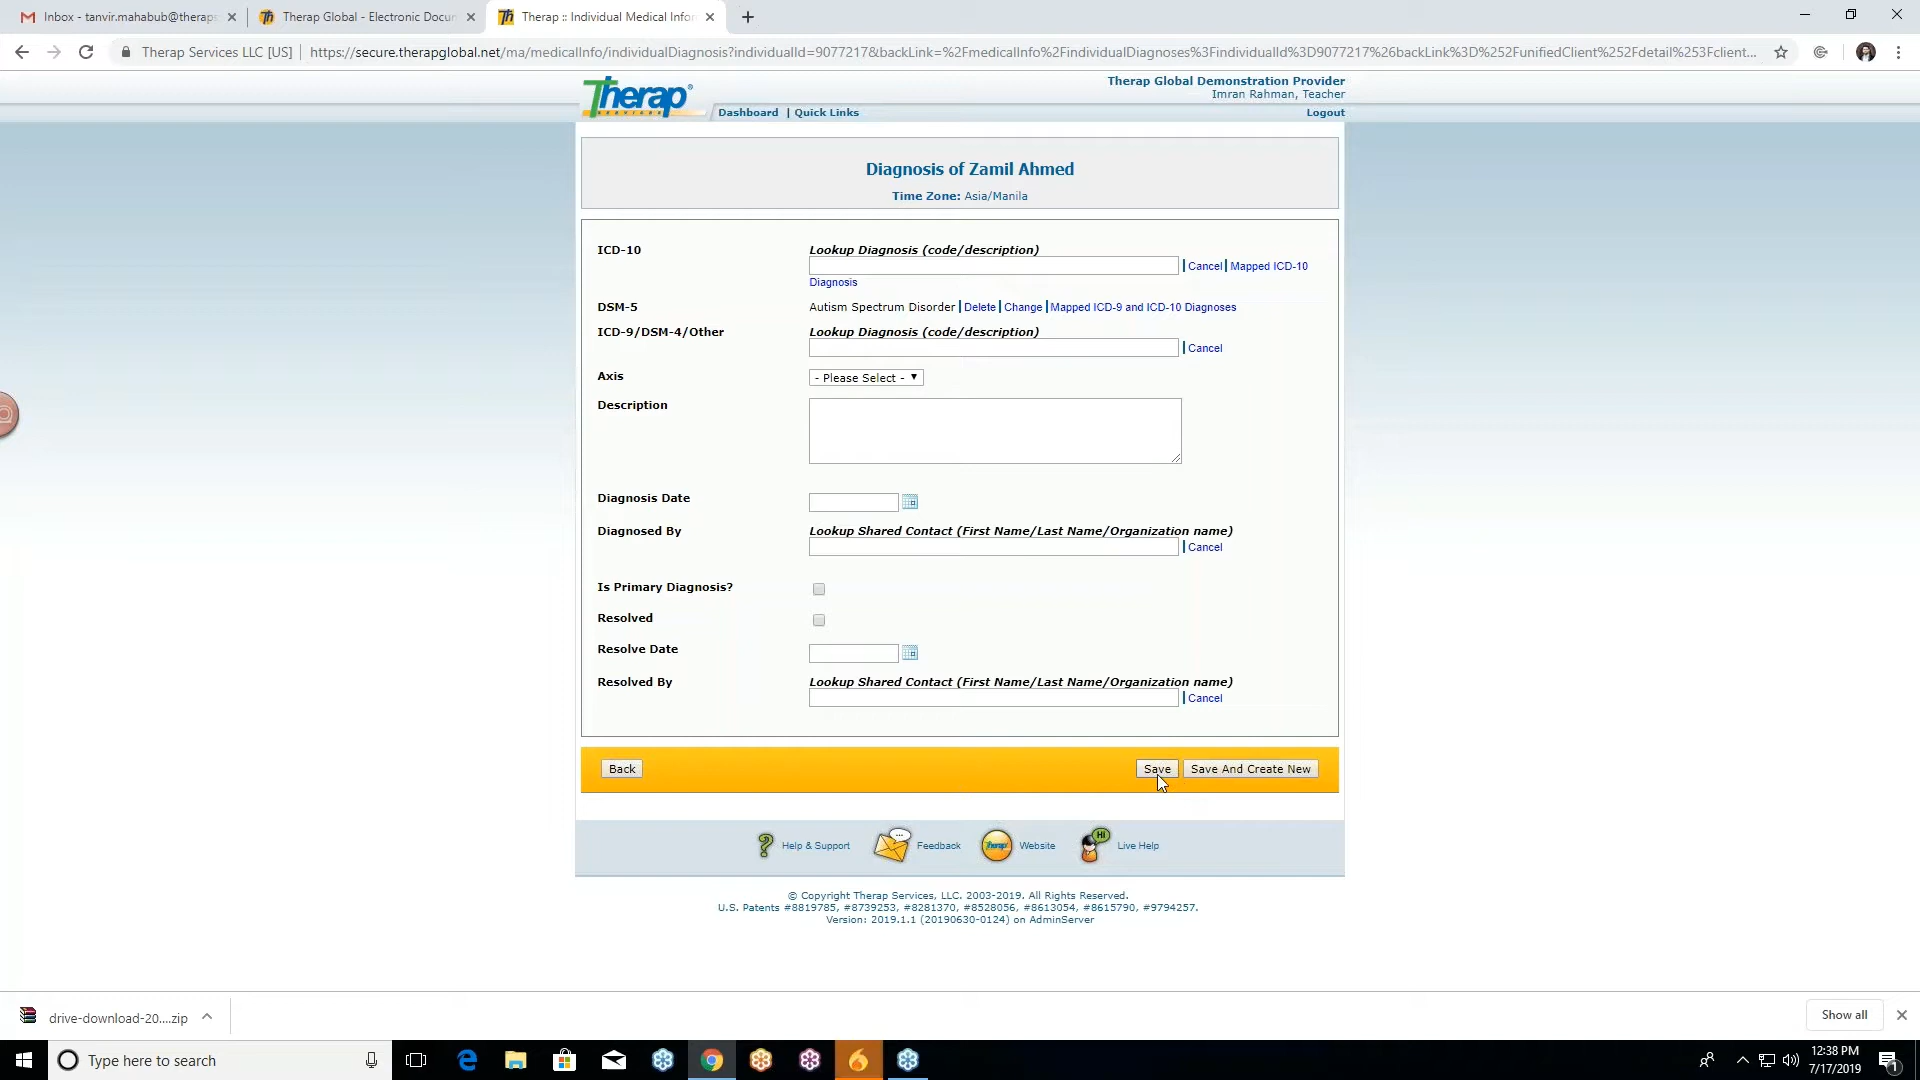 Inbox - tanvir.mahabub@theraps
Therap Global - Electronic Docu
Therap :: Individual Medical Infor
Therap Services LLC [US]
https://secure.therapglobal.net/ma/medicalInfo/individualDiagnosis?individualId=9077217&backLink=%2FmedicalInfo%2FindividualDiagnoses%3FindividualId%3D9077217%26backLink%3D%252FunifiedClient%252Fdetail%253Fclient...
Therap Global Demonstration Provider
Imran Rahman, Teacher
Therap®
SERVICES
Dashboard | Quick Links
Logout
Diagnosis of Zamil Ahmed
Time Zone: Asia/Manila
ICD-10
Lookup Diagnosis (code/description)
Cancel Mapped ICD-10
Diagnosis
DSM-5
Autism Spectrum Disorder Delete Change Mapped ICD-9 and ICD-10 Diagnoses
ICD-9/DSM-4/Other
Lookup Diagnosis (code/description)
Cancel
Axis
- Please Select -
Description
Diagnosis Date
Diagnosed By
Lookup Shared Contact (First Name/Last Name/Organization name)
Cancel
Is Primary Diagnosis?
Resolved
Resolve Date
Resolved By
Lookup Shared Contact (First Name/Last Name/Organization name)
Cancel
Back
Save
Save And Create New
Help & Support
Feedback
Therap
Website
HI
Live Help
© Copyright Therap Services, LLC. 2003-2019. All Rights Reserved.
U.S. Patents #8819785, #8739253, #8281370, #8528056, #8613054, #8615790, #9794257.
Version: 2019.1.1 (20190630-0124) on AdminServer
drive-download-20....zip
Show all
Type here to search
12:38 PM
7/17/2019
1